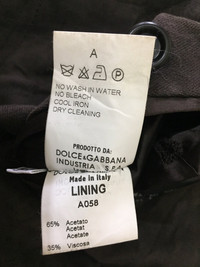 A
NO WASH IN WATER
NO BLEACH
COOL IRON
DRY CLEANING
PRODOTTO DA:
DOLCE&GABBANA
INDUSTRIA S.P.A.
Made in Italy
LINING
A058
65% Acetato
Acetat
Acetate
35% Viscosa